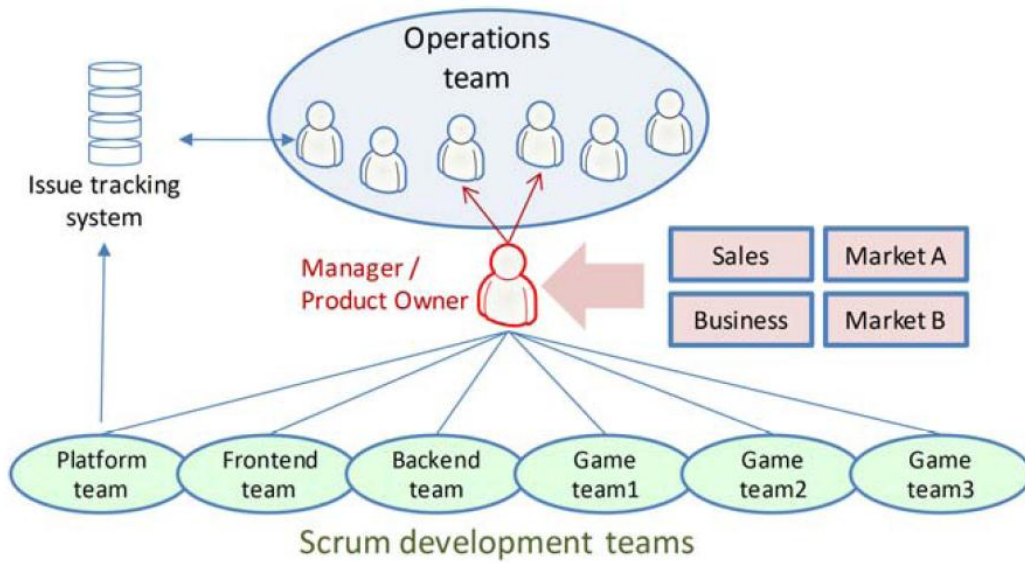 Operations
team
Issue tracking
system
Manager /
Product Owner
Sales
Market A
Business
Market B
Platform
team
Frontend
team
Backend
team
Game
team1
Game
team2
Game
team3
Scrum development teams